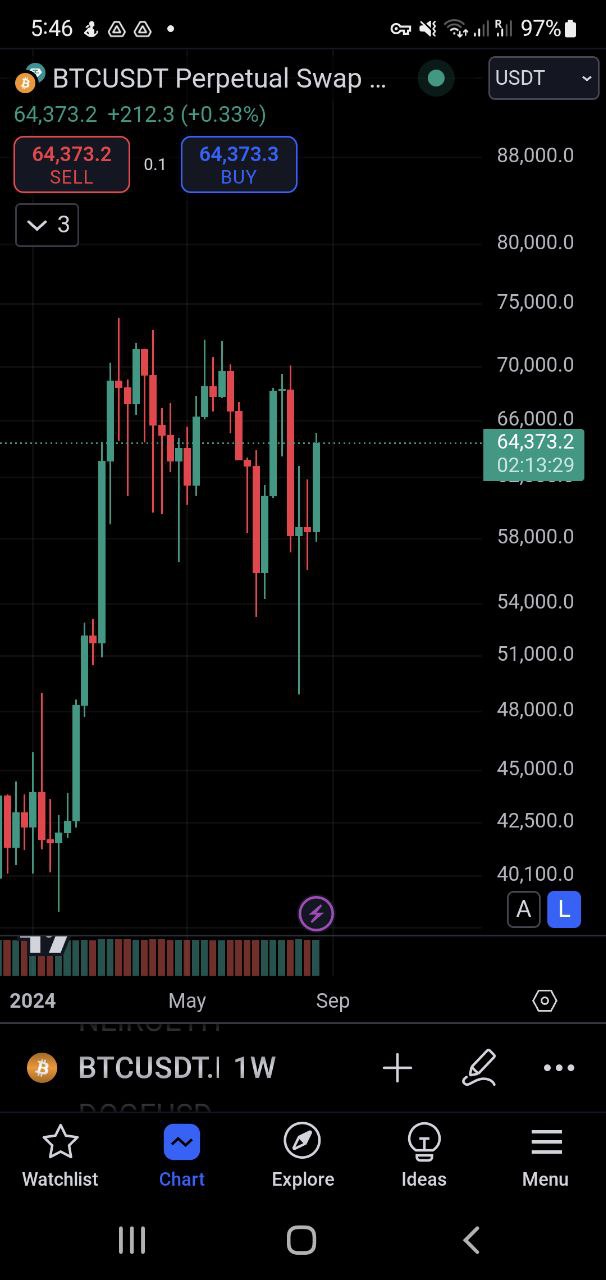 5:46 97%
BTCUSDT Perpetual Swap ...
USDT
64,373.2 +212.3 (+0.33%)
64,373.2
SELL
0.1
64,373.3
BUY
3
88,000.0
80,000.0
75,000.0
70,000.0
66,000.0
64,373.2
02:13:29
58,000.0
54,000.0
51,000.0
48,000.0
45,000.0
42,500.0
40,100.0
A L
2024 May Sep
BTCUSDT. 1W
DOGEUSD
Watchlist Chart Explore Ideas Menu